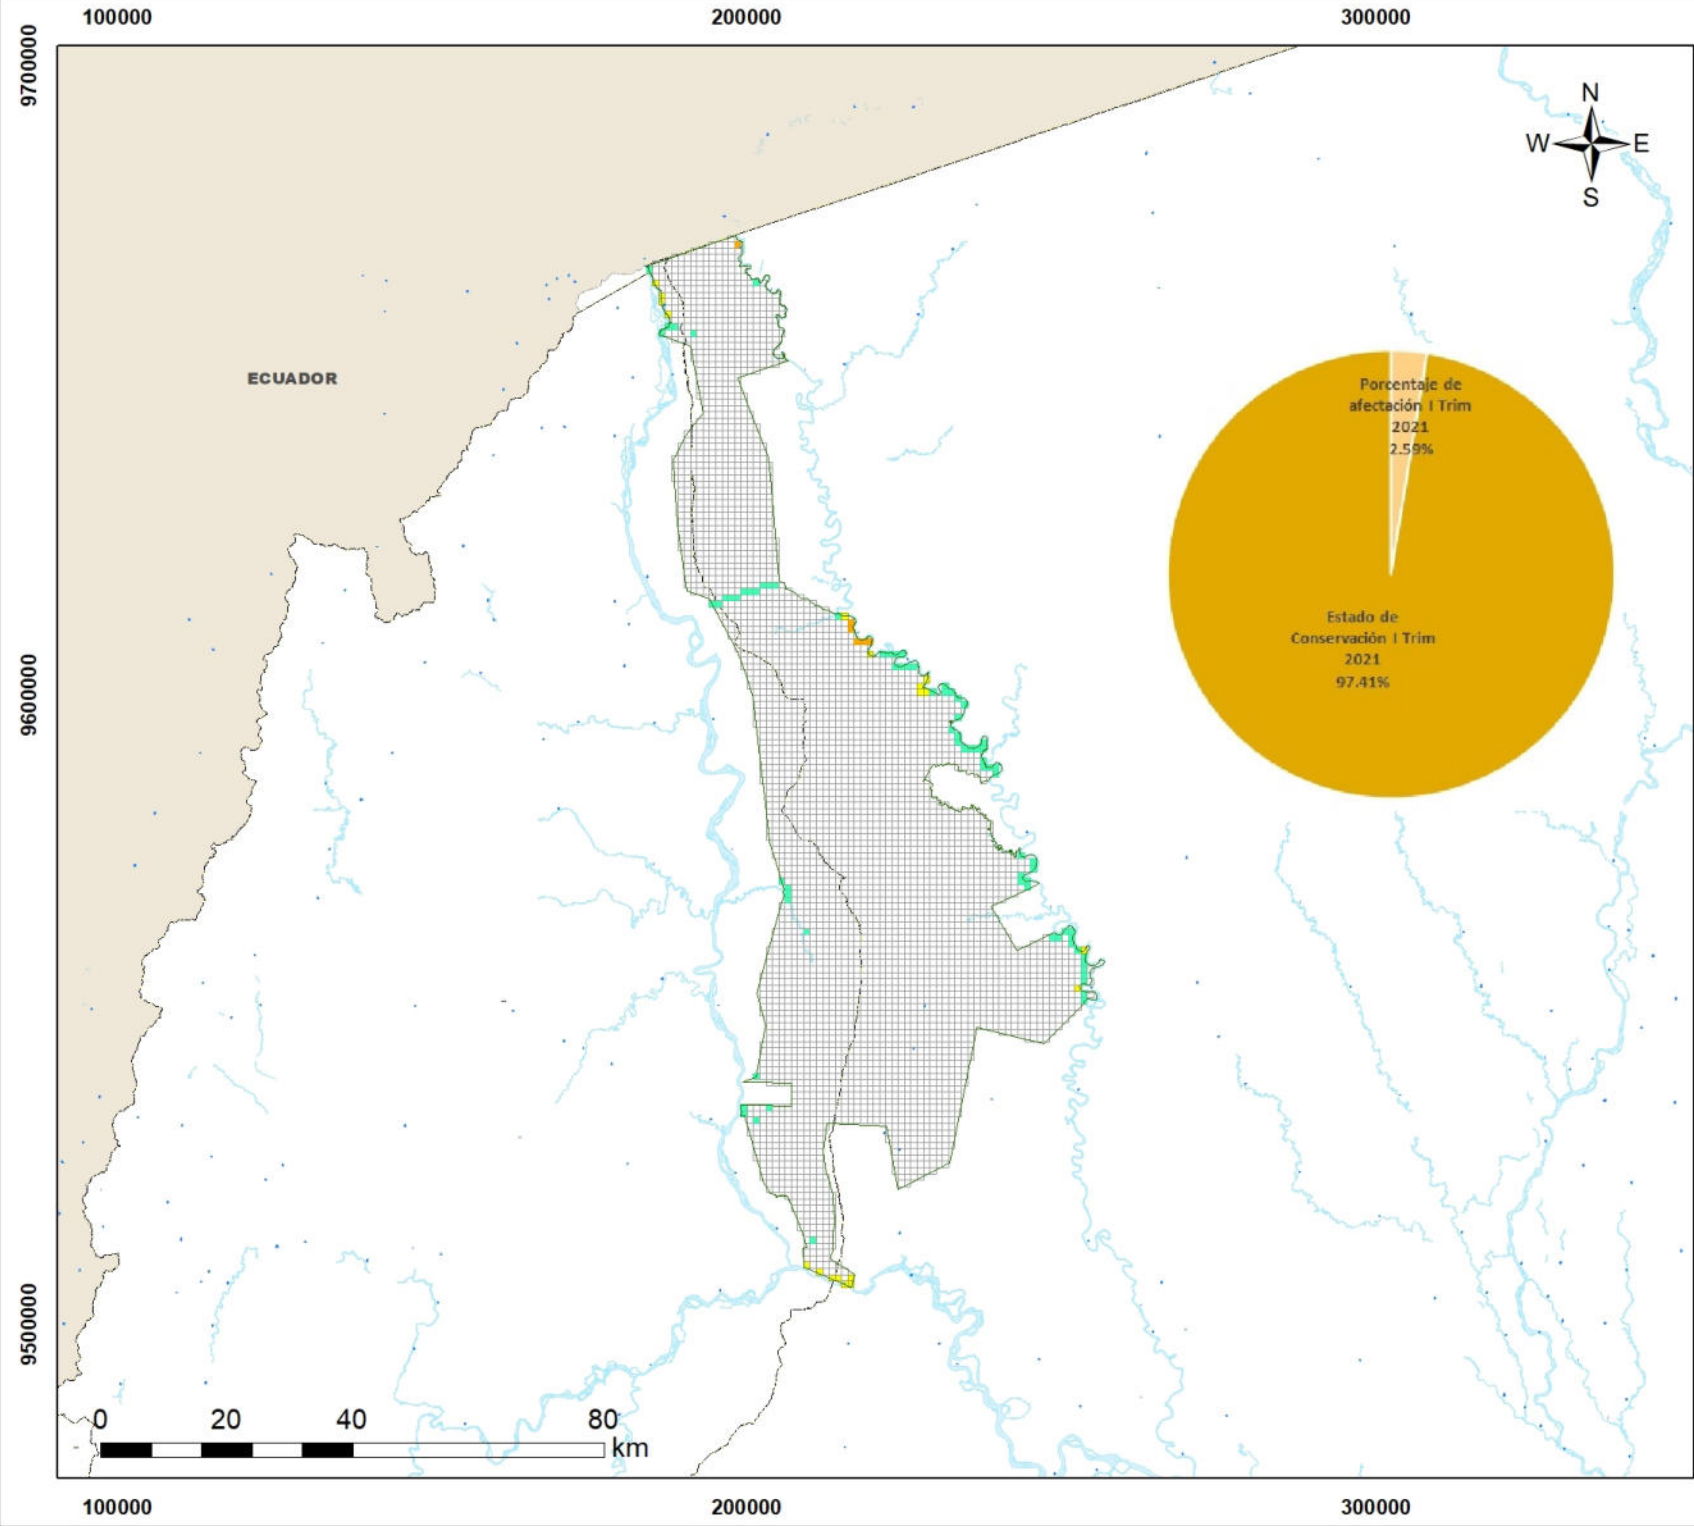 100000 200000 300000
9700000
N
W E
S
ECUADOR
Porcentaje de
afectación I Trim
2021
2.59%
Estado de
Conservación I Trim
2021
97.41%
9600000
9500000
0 20 40 80
km
100000 200000 300000